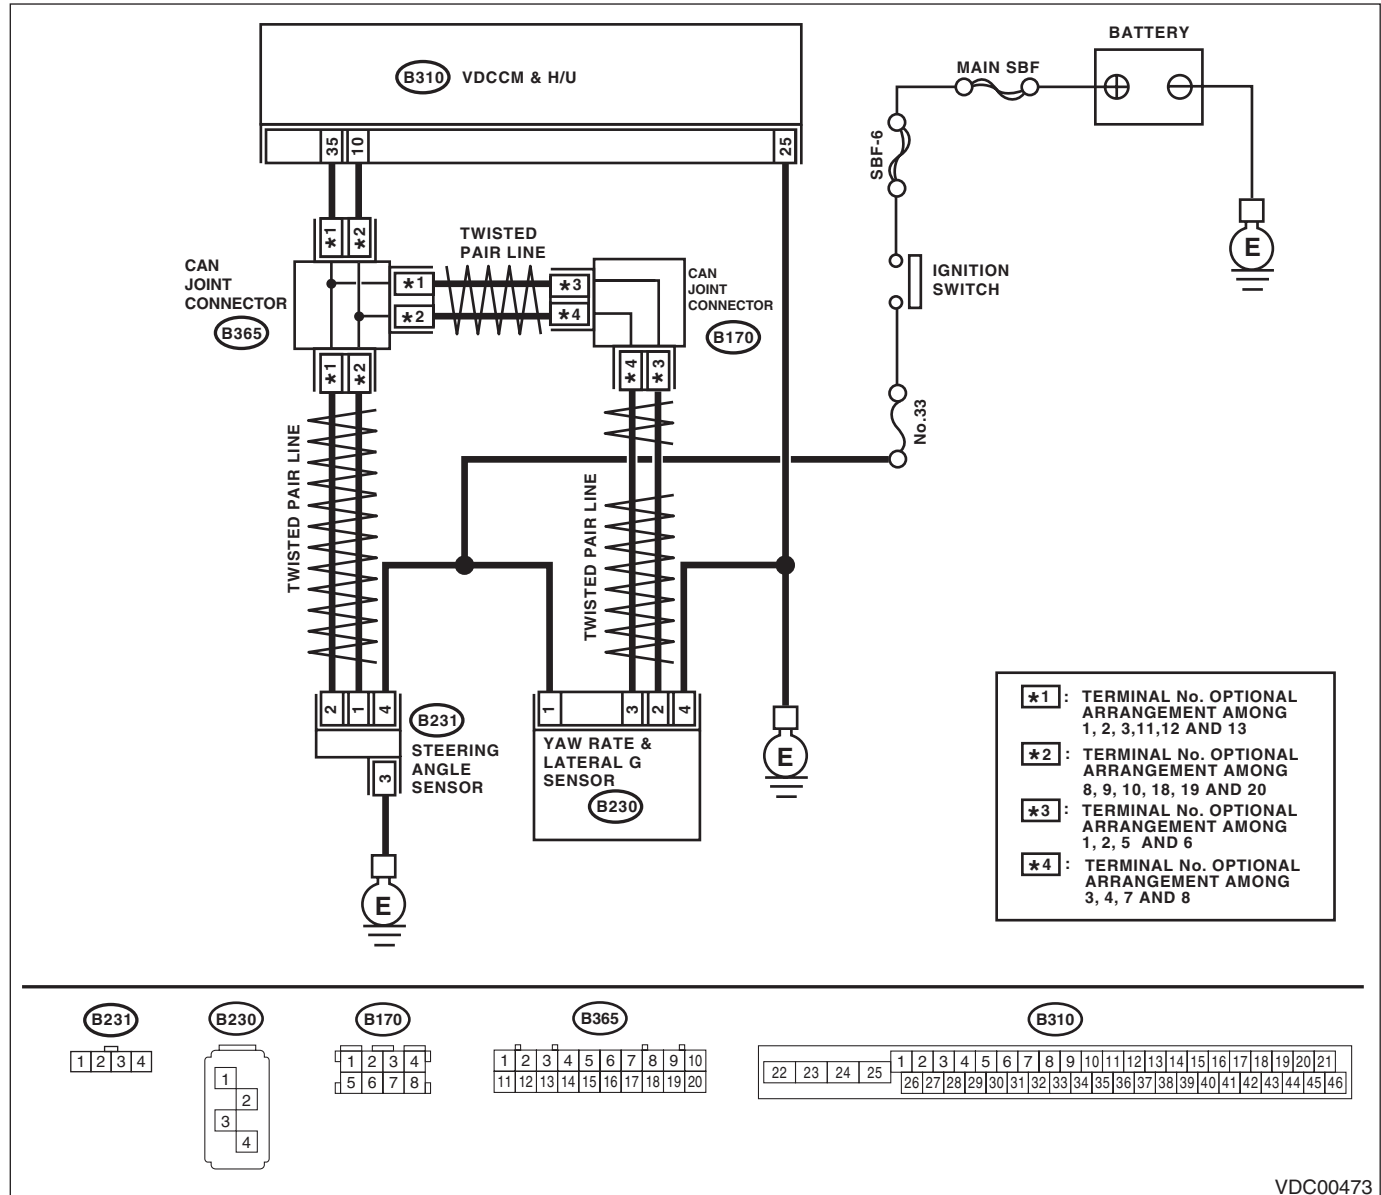 BATTERY
MAIN SBF
B310 VDCCM & H/U
35 10 25
SBF-6
*1 *2
TWISTED
PAIR LINE
CAN
JOINT
CONNECTOR
B365
*1
*2
*3
*4
CAN
JOINT
CONNECTOR
B170
IGNITION
SWITCH
E
*1 *2
*4 *3
No.33
TWISTED PAIR LINE
TWISTED PAIR LINE
2 1 4
B231
STEERING
ANGLE
SENSOR
3
E
1 3 2 4
YAW RATE &
LATERAL G
SENSOR
B230
E
*1 : TERMINAL No. OPTIONAL
ARRANGEMENT AMONG
1, 2, 3,11,12 AND 13
*2 : TERMINAL No. OPTIONAL
ARRANGEMENT AMONG
8, 9, 10, 18, 19 AND 20
*3 : TERMINAL No. OPTIONAL
ARRANGEMENT AMONG
1, 2, 5 AND 6
*4 : TERMINAL No. OPTIONAL
ARRANGEMENT AMONG
3, 4, 7 AND 8
B231
1 2 3 4
B230
1
2
3
4
B170
1 2 3 4
5 6 7 8
B365
1 2 3 4 5 6 7 8 9 10
11 12 13 14 15 16 17 18 19 20
B310
22 23 24 25
1 2 3 4 5 6 7 8 9 10 11 12 13 14 15 16 17 18 19 20 21
26 27 28 29 30 31 32 33 34 35 36 37 38 39 40 41 42 43 44 45 46
VDC00473